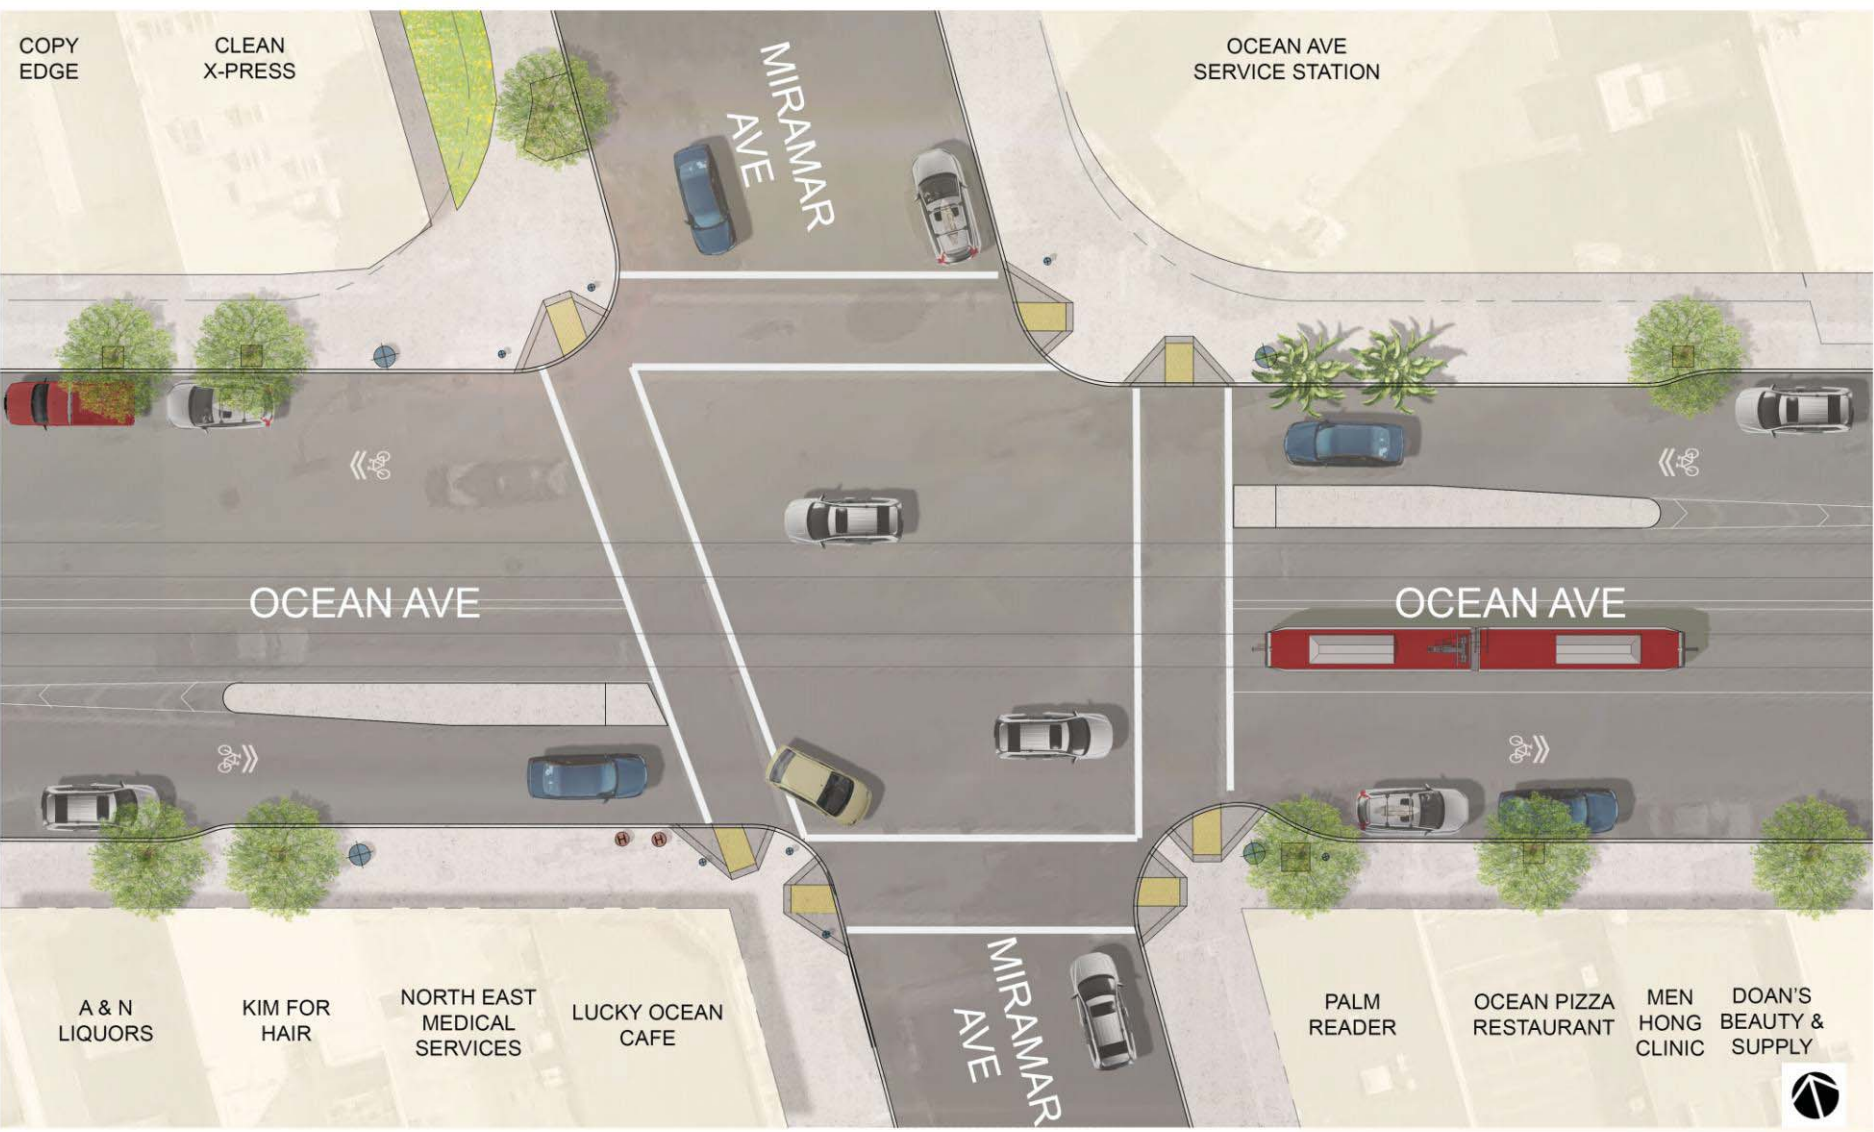 COPY
EDGE
CLEAN
X-PRESS
MIRAMAR
AVE
OCEAN AVE
SERVICE STATION
OCEAN AVE
OCEAN AVE
H
H
A & N
LIQUORS
KIM FOR
HAIR
NORTH EAST
MEDICAL
SERVICES
LUCKY OCEAN
CAFE
MIRAMAR
AVE
PALM
READER
OCEAN PIZZA
RESTAURANT
MEN
HONG
CLINIC
DOAN'S
BEAUTY &
SUPPLY